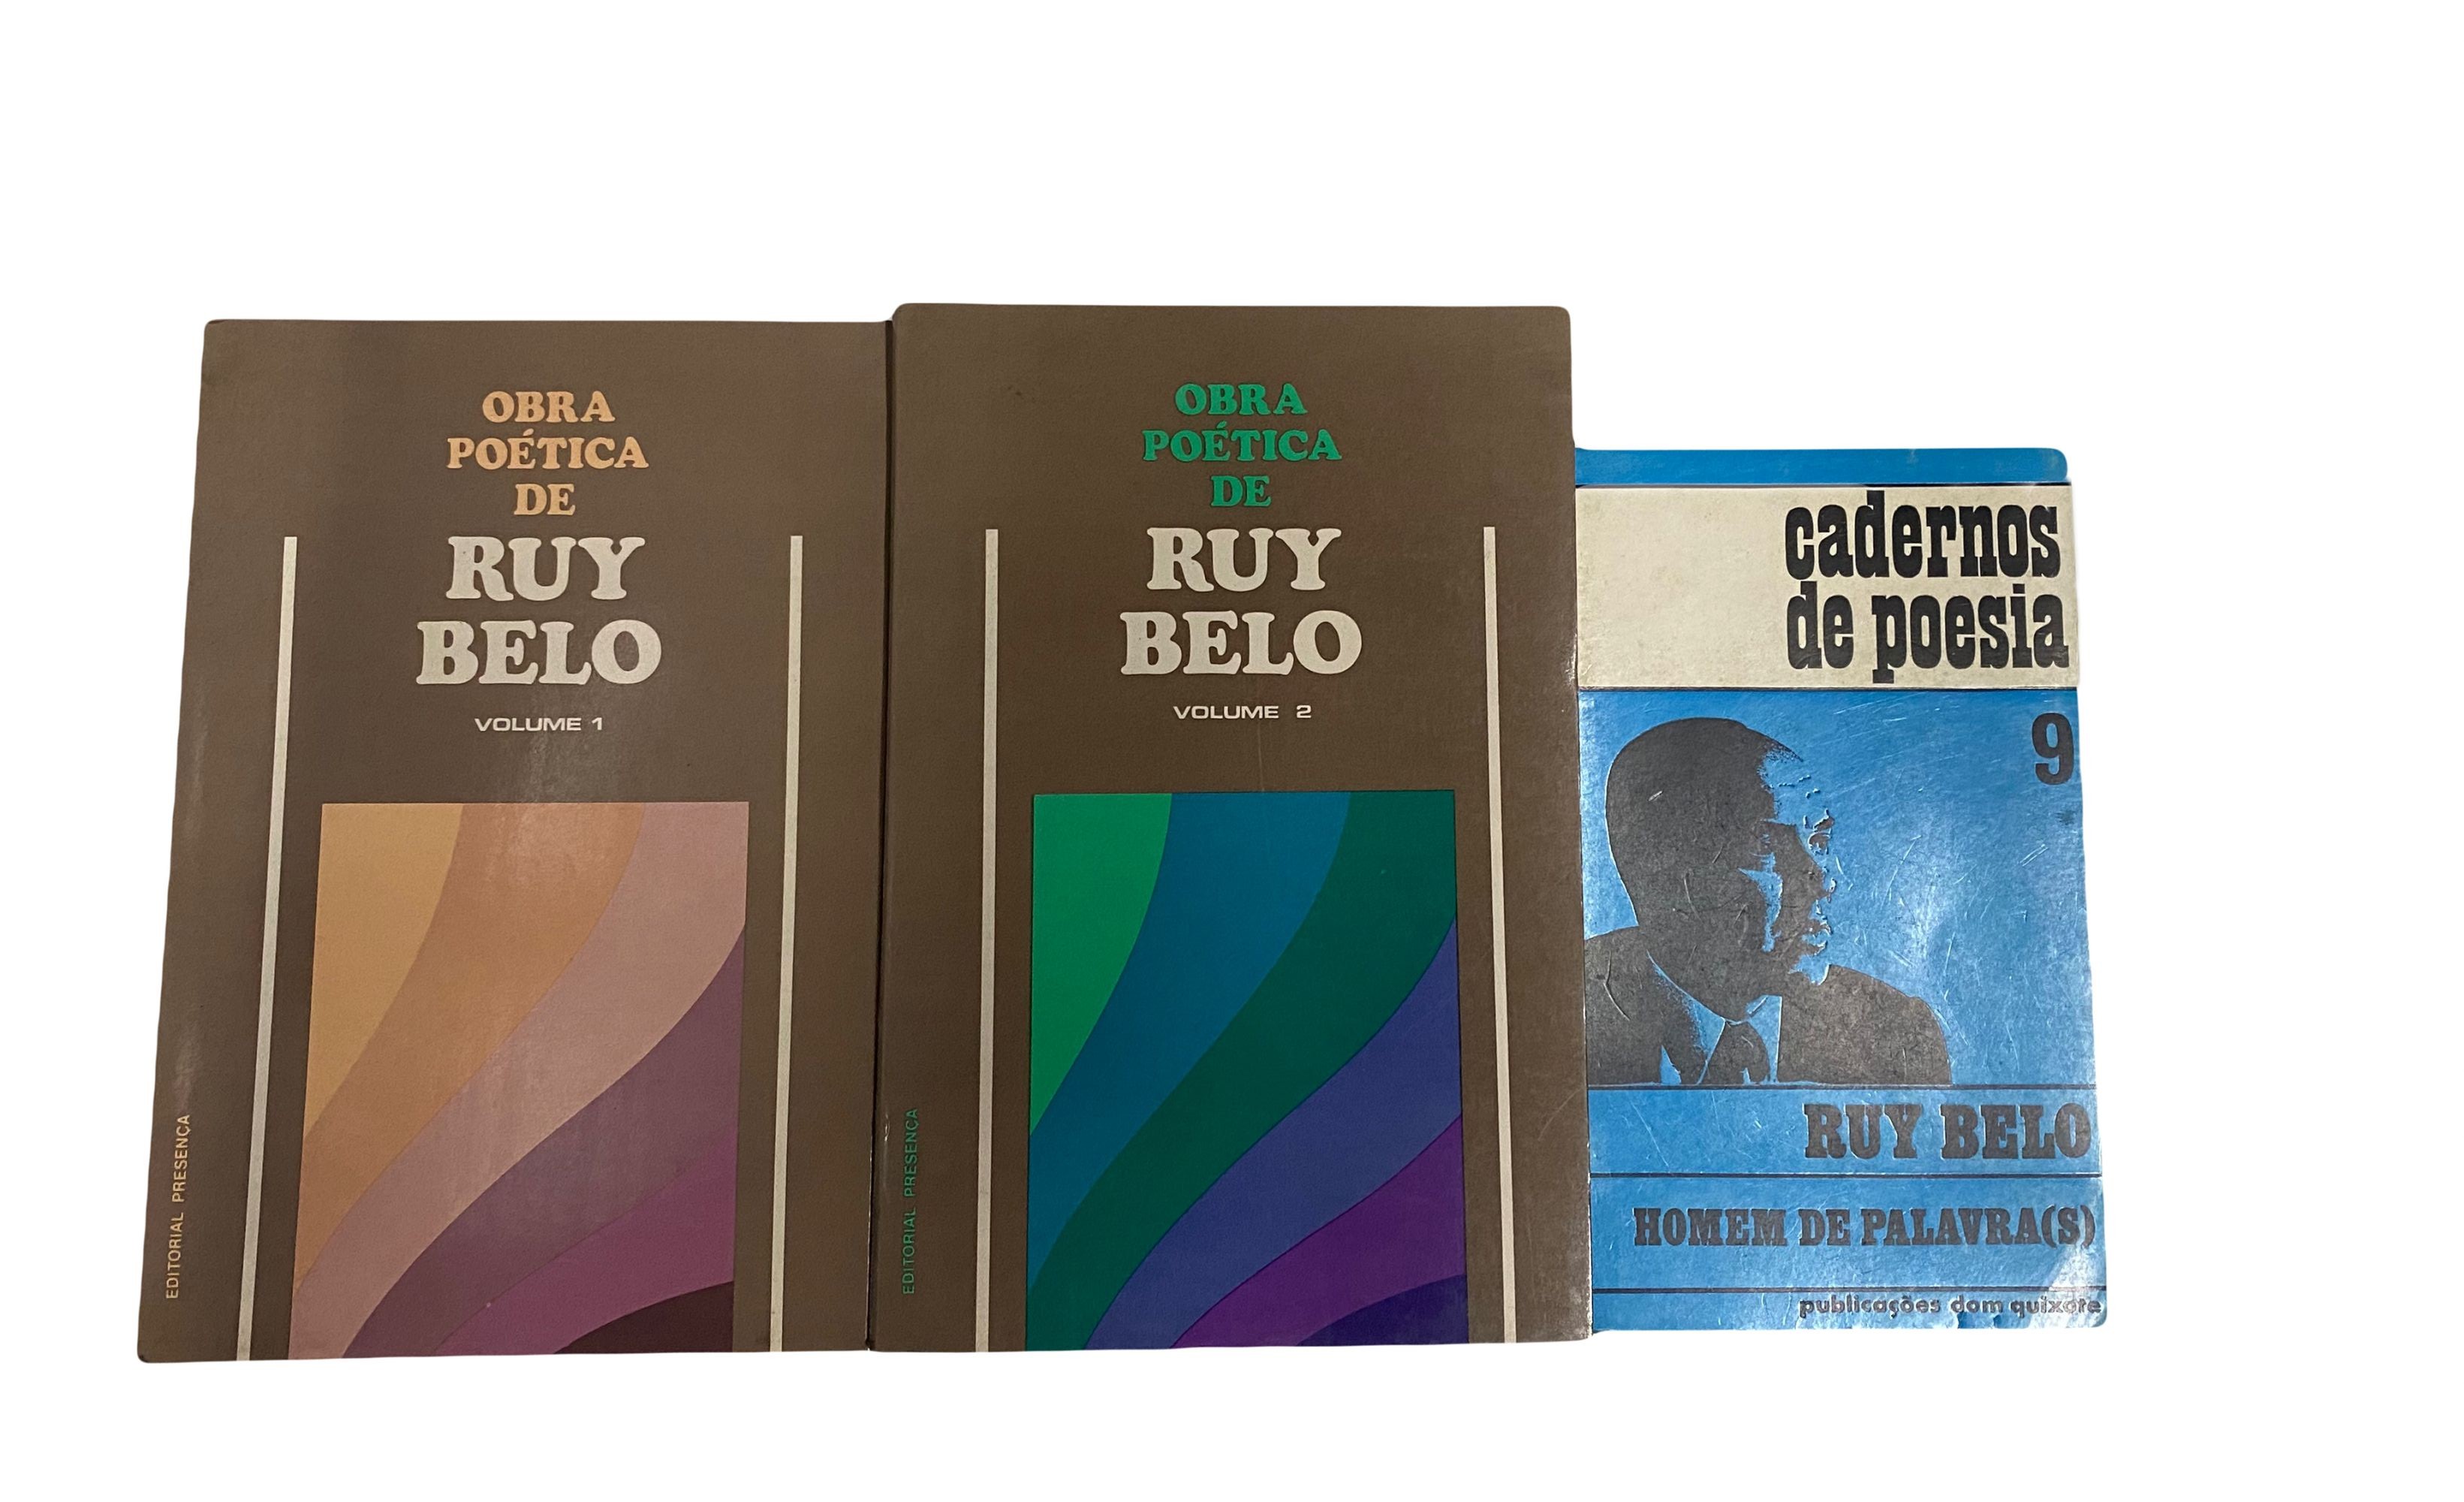 OBRA
POÉTICA
DE
RUY
BELO
VOLUME 1
EDITORIAL PRESENÇA
OBRA
POÉTICA
DE
RUY
BELO
VOLUME 2
EDITORIAL PRESENÇA
cadernos
de poesia
9
RUY BELO
HOMEM DE PALAVRA(S)
publicações dom quixote